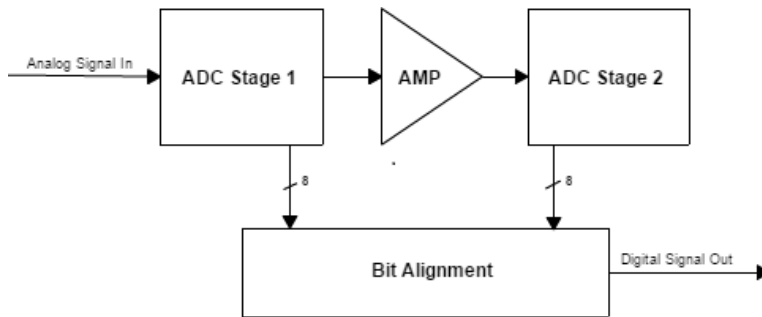 Analog Signal In
ADC Stage 1
AMP
ADC Stage 2
8
8
Bit Alignment
Digital Signal Out